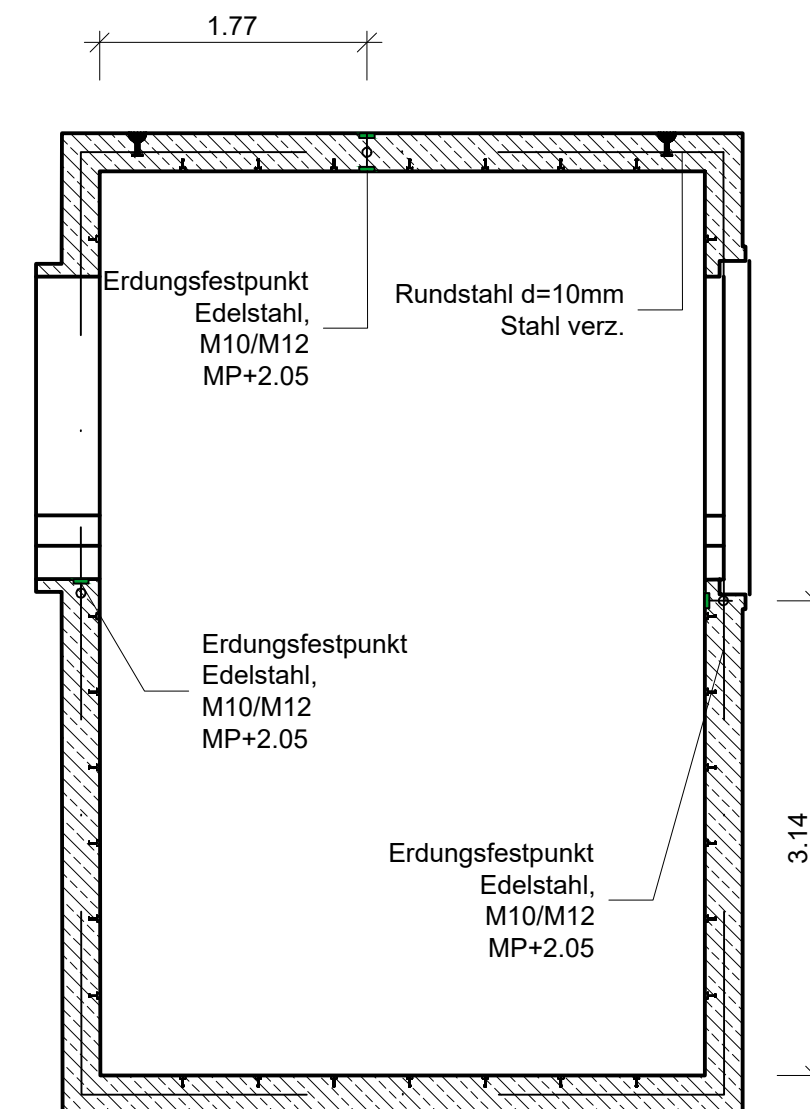 1.77
Erdungsfestpunkt
Edelstahl,
M10/M12
MP+2.05
Rundstahl d=10mm
Stahl verz.
Erdungsfestpunkt
Edelstahl,
M10/M12
MP+2.05
Erdungsfestpunkt
Edelstahl,
M10/M12
MP+2.05
3.14